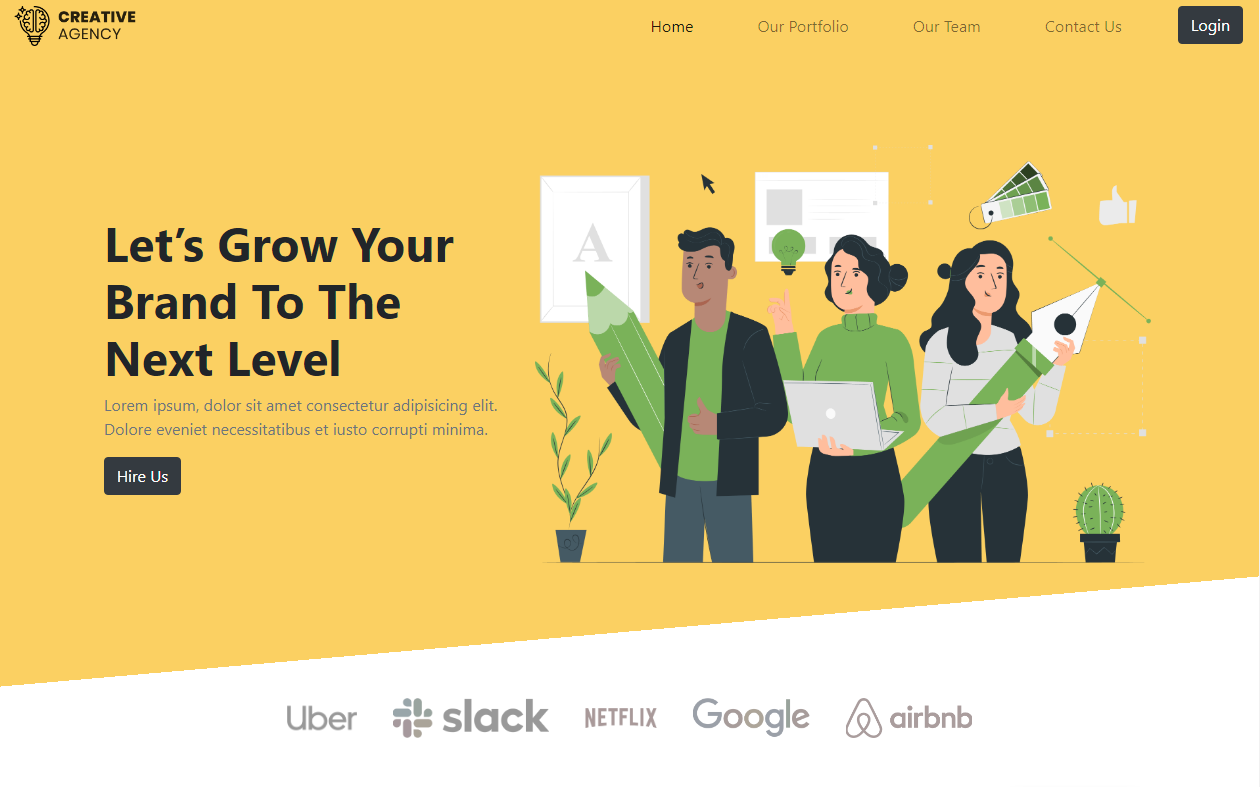 CREATIVE
AGENCY
Home
Our Portfolio
Our Team
Contact Us
Login
A
Let’s Grow Your
Brand To The
Next Level
Lorem ipsum, dolor sit amet consectetur adipisicing elit.
Dolore eveniet necessitatibus et iusto corrupti minima.
Hire Us
Uber
slack
NETFLIX
Google
airbnb